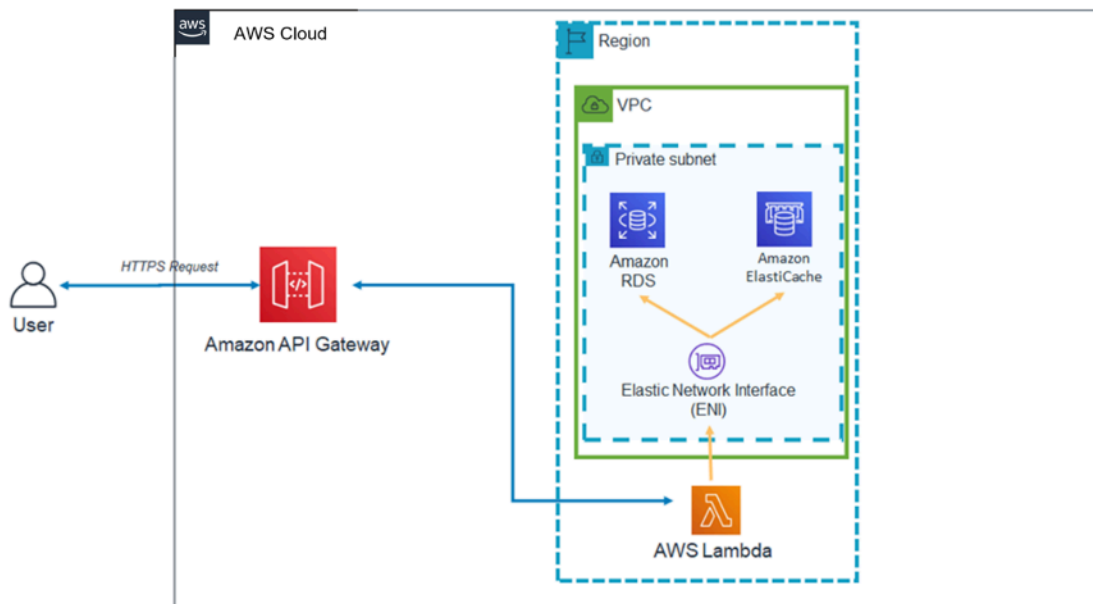 aws
AWS Cloud
Region
VPC
Private subnet
Amazon
RDS
Amazon
ElastiCache
HTTPS Request
</>
User
Amazon API Gateway
Elastic Network Interface
(ENI)
AWS Lambda